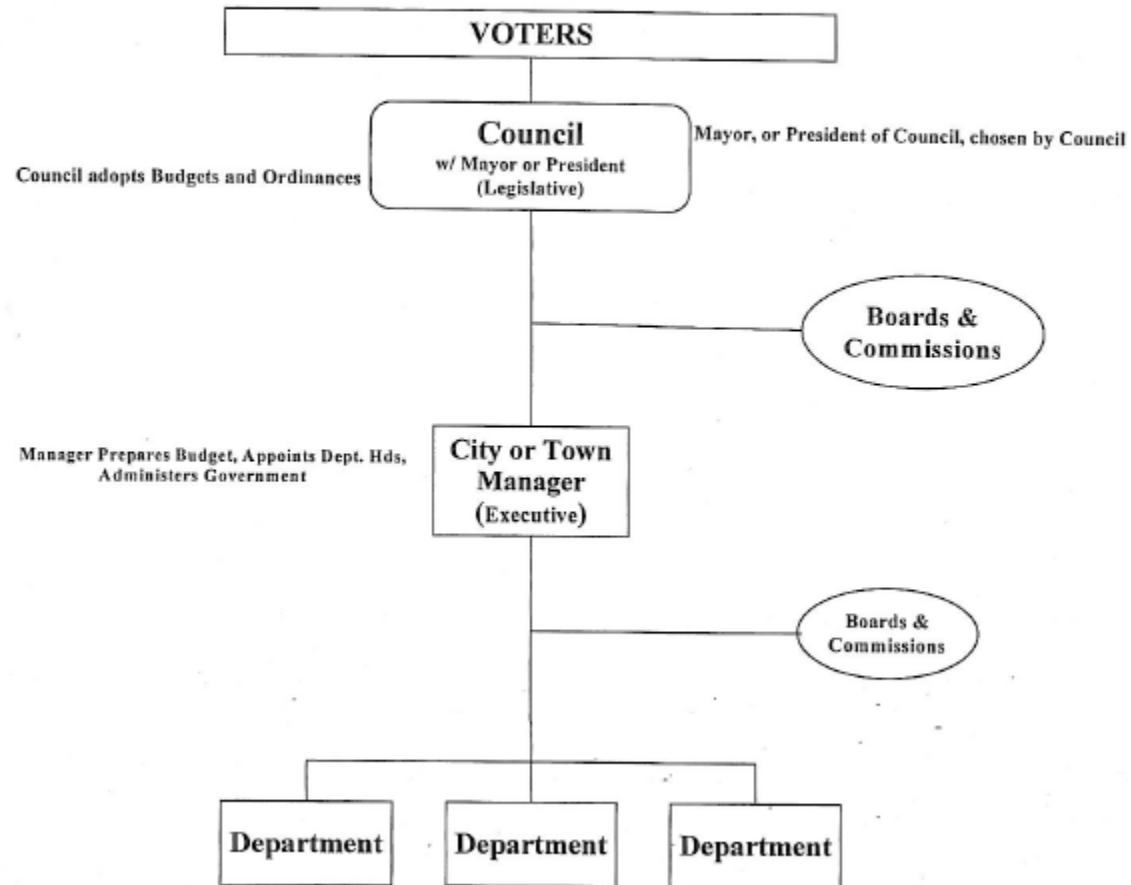 VOTERS
Council
w/ Mayor or President
(Legislative)
Mayor, or President of Council, chosen by Council
Council adopts Budgets and Ordinances
Boards &
Commissions
City or Town
Manager
(Executive)
Manager Prepares Budget, Appoints Dept. Hds,
Administers Government
Boards &
Commissions
Department
Department
Department